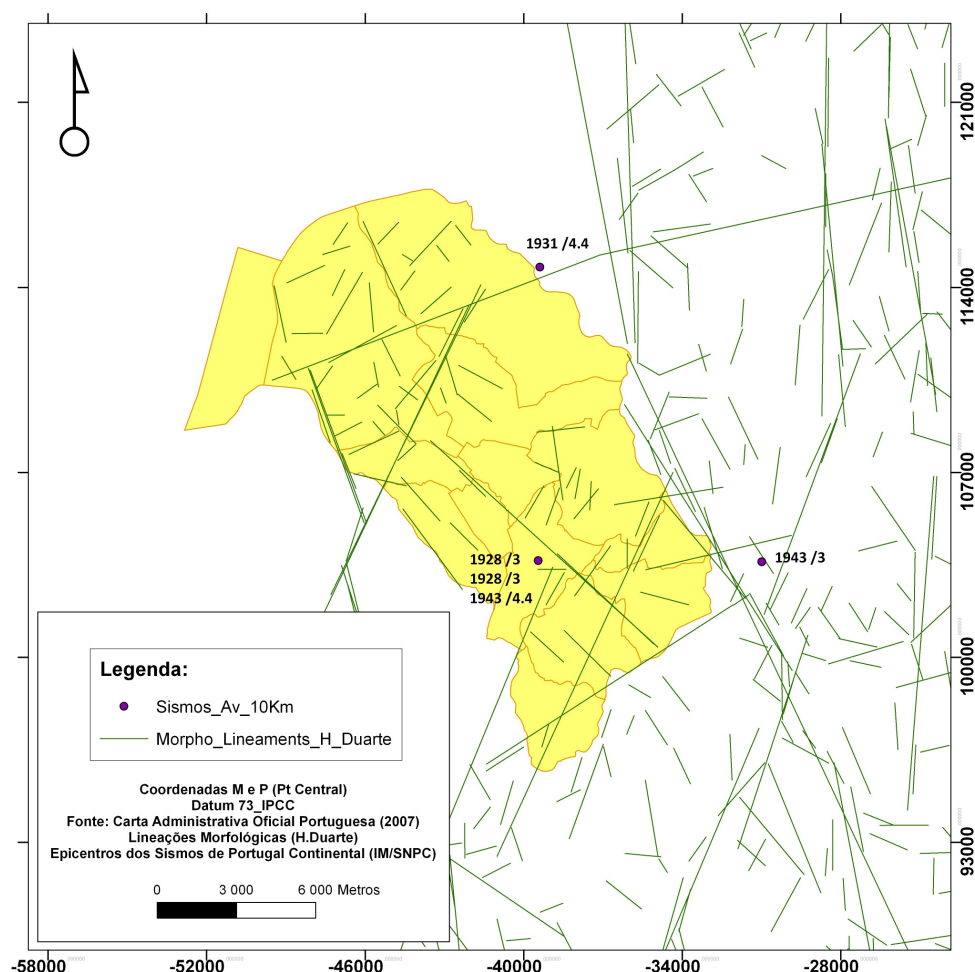 1931 /4.4
1928 /3
1928 /3
1943 /4.4
1943 /3
Legenda:
Sismos_Av_10Km
Morpho_Lineaments_H_Duarte
Coordenadas M e P (Pt Central)
Datum 73_IPCC
Fonte: Carta Administrativa Oficial Portuguesa (2007)
Lineações Morfológicas (H.Duarte)
Epicentros dos Sismos de Portugal Continental (IM/SNPC)
0 3 000 6 000 Metros
121000
114000
107000
100000
93000
-58000 -52000 -46000 -40000 -34000 -28000